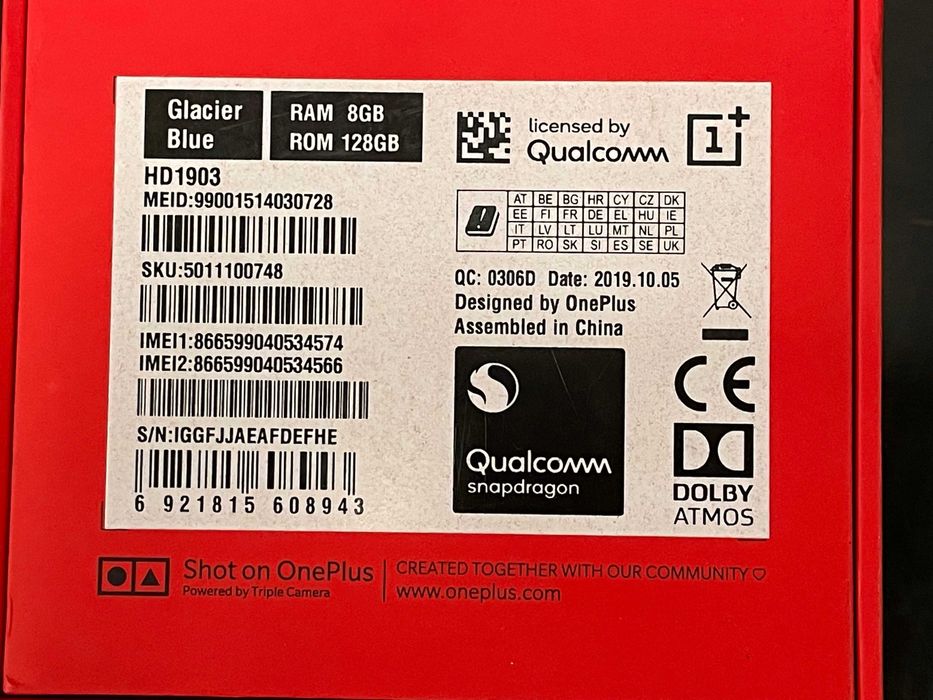 Glacier
Blue
RAM 8GB
ROM 128GB
HD1903
MEID:99001514030728
SKU:5011100748
IMEI1:866599040534574
IMEI2:866599040534566
S/N:IGGFJJAEAFDEFHE
6 921815 608943
licensed by
Qualcomm
1+
!
AT BE BG HR CY CZ DK
EE FI FR DE EL HU IE
IT LV LT LU MT NL PL
PT RO SK SI ES SE UK
QC: 0306D Date: 2019.10.05
Designed by OnePlus
Assembled in China
Qualcomm
snapdragon
CE
DOLBY
ATMOS
Shot on OnePlus
Powered by Triple Camera
CREATED TOGETHER WITH OUR COMMUNITY
www.oneplus.com